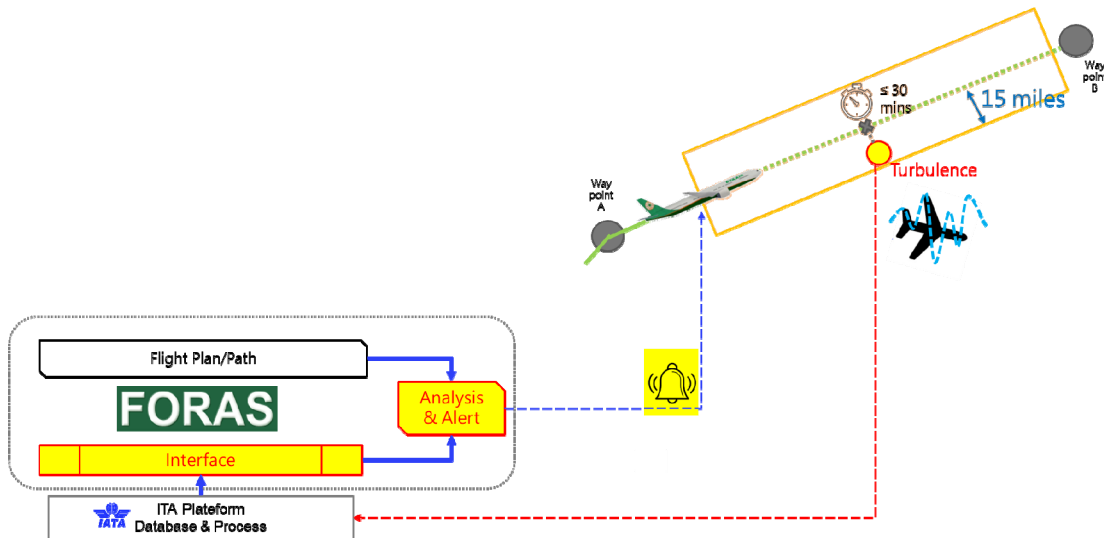 Way
point
B
≤ 30
mins
15 miles
Turbulence
Way
point
A
Flight Plan/Path
FORAS
Analysis
& Alert
Interface
IATA
ITA Plateform
Database & Process